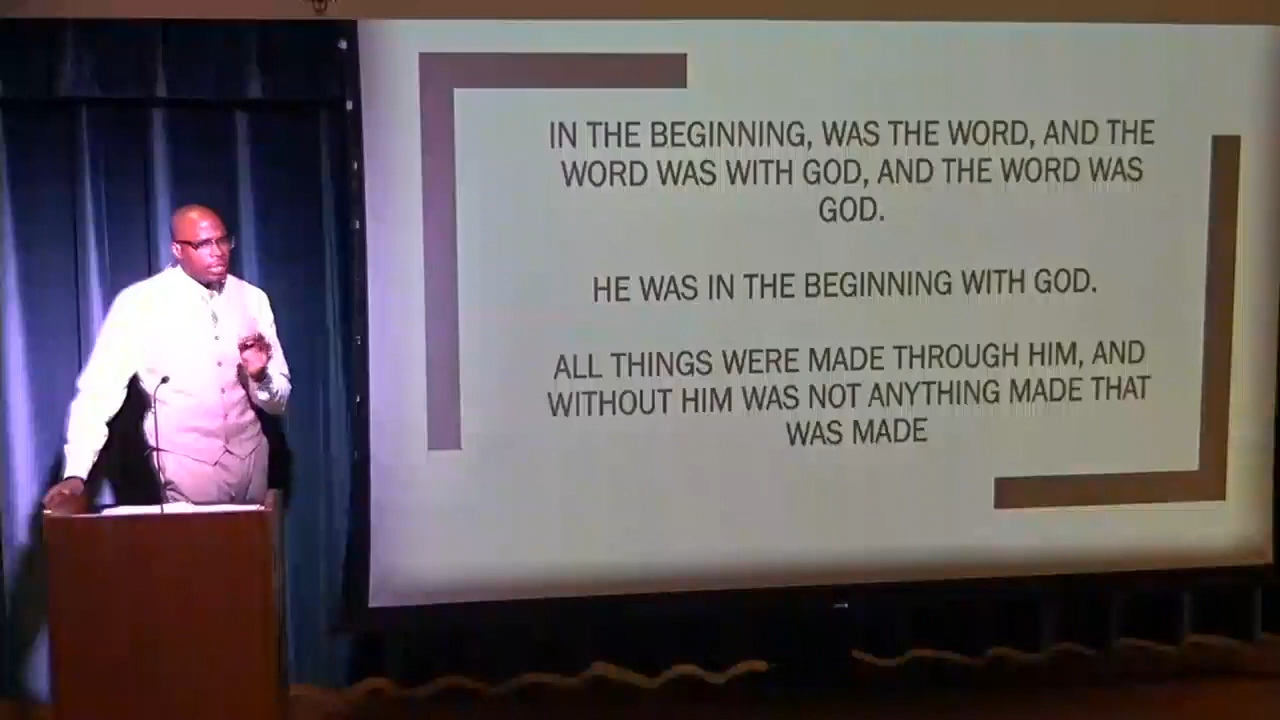 IN THE BEGINNING, WAS THE WORD, AND THE
WORD WAS WITH GOD, AND THE WORD WAS
GOD.
HE WAS IN THE BEGINNING WITH GOD.
ALL THINGS WERE MADE THROUGH HIM, AND
WITHOUT HIM WAS NOT ANYTHING MADE THAT
WAS MADE